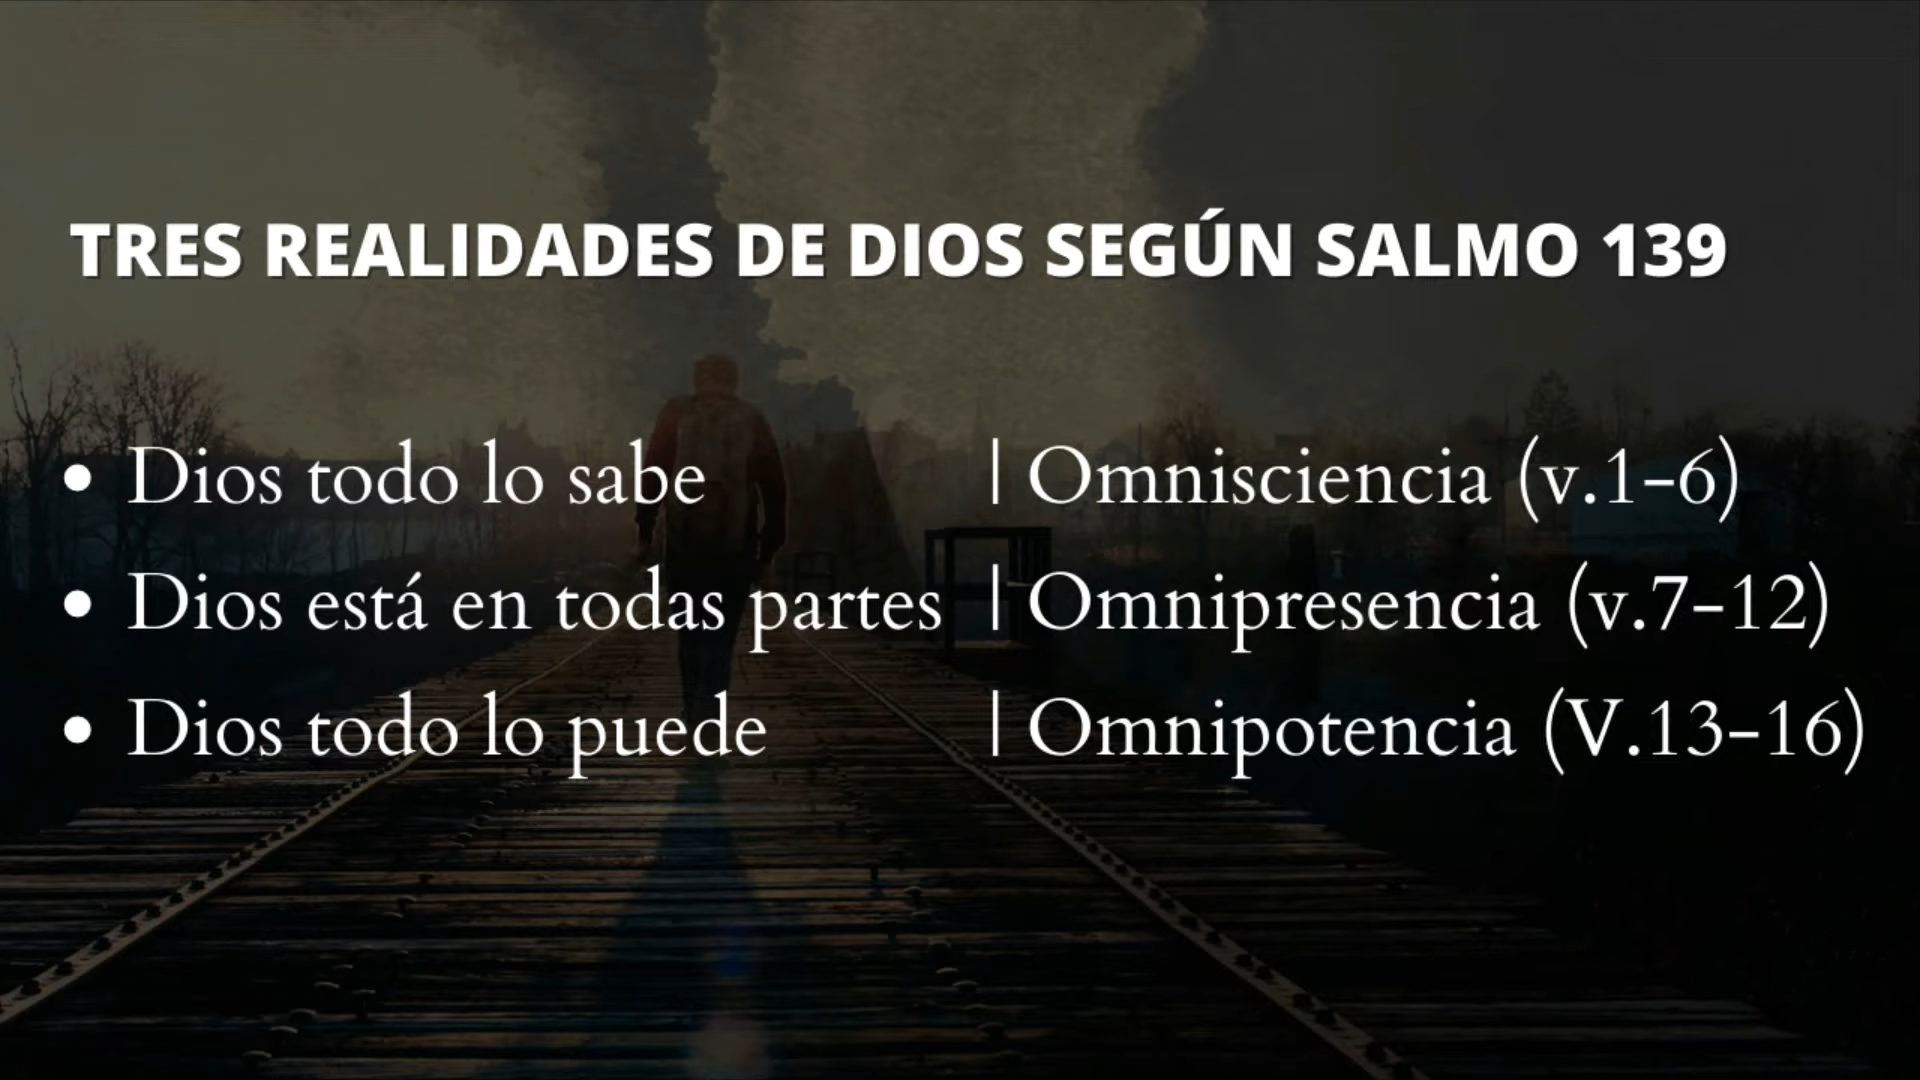 TRES REALIDADES DE DIOS SEGÚN SALMO 139
• Dios todo lo sabe | Omnisciencia (v.1-6)
• Dios está en todas partes | Omnipresencia (v.7-12)
• Dios todo lo puede | Omnipotencia (V.13-16)